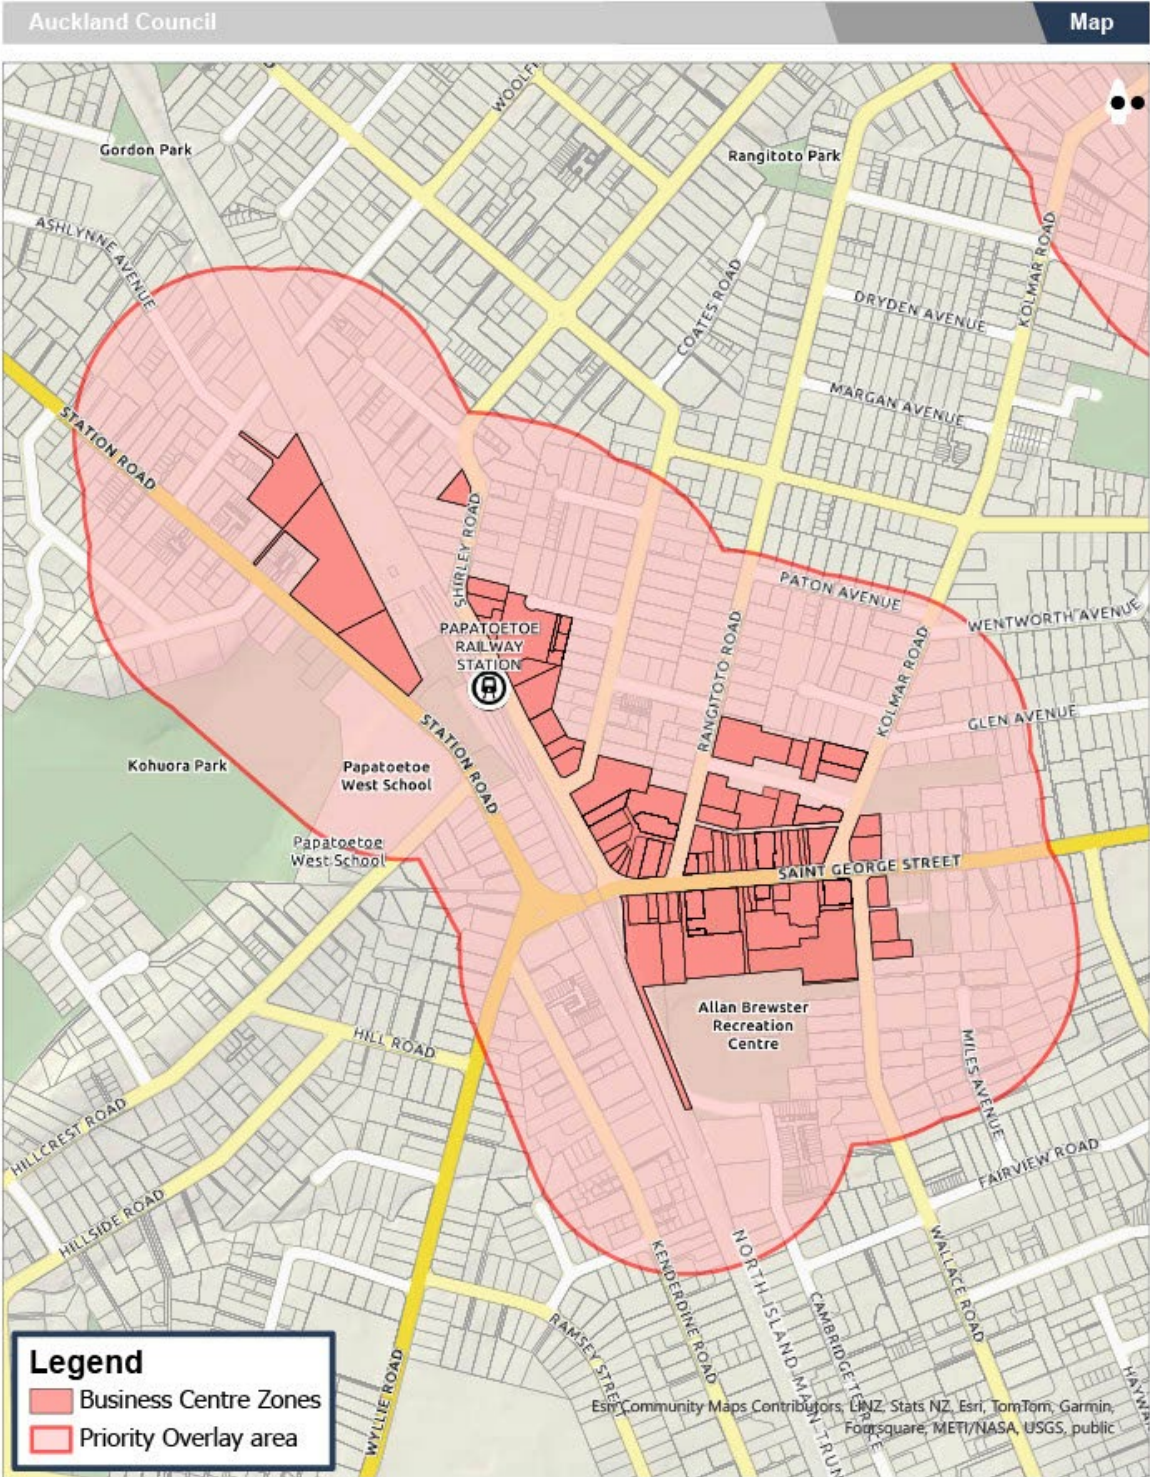 Auckland Council
Map
WOOLF
Gordon Park
Rangitoto Park
ASHLYNNE AVENUE
KOLMAR ROAD
COATES ROAD
DRYDEN AVENUE
MARGAN AVENUE
STATION ROAD
SHIRLEY ROAD
PATON AVENUE
WENTWORTH AVENUE
PAPATOETOE
RAILWAY
STATION
RANGITOTO ROAD
KOLMAR ROAD
GLEN AVENUE
STATION ROAD
Kohuora Park
Papatoetoe
West School
Papatoetoe
West School
SAINT GEORGE STREET
Allan Brewster
Recreation
Centre
HILL ROAD
MILES AVENUE
HILLCREST ROAD
FAIRVIEW ROAD
HILLSIDE ROAD
KENDERDINE ROAD
NORTH ISLAND MAIN TRUN
CAMBRIDGE TERRACE
WALLACE ROAD
RAMSEY STREET
WYLLIE ROAD
HAYWA
Legend
Business Centre Zones
Priority Overlay area
Esri Community Maps Contributors, LINZ, Stats NZ, Esri, TomTom, Garmin,
Foursquare, METI/NASA, USGS, public